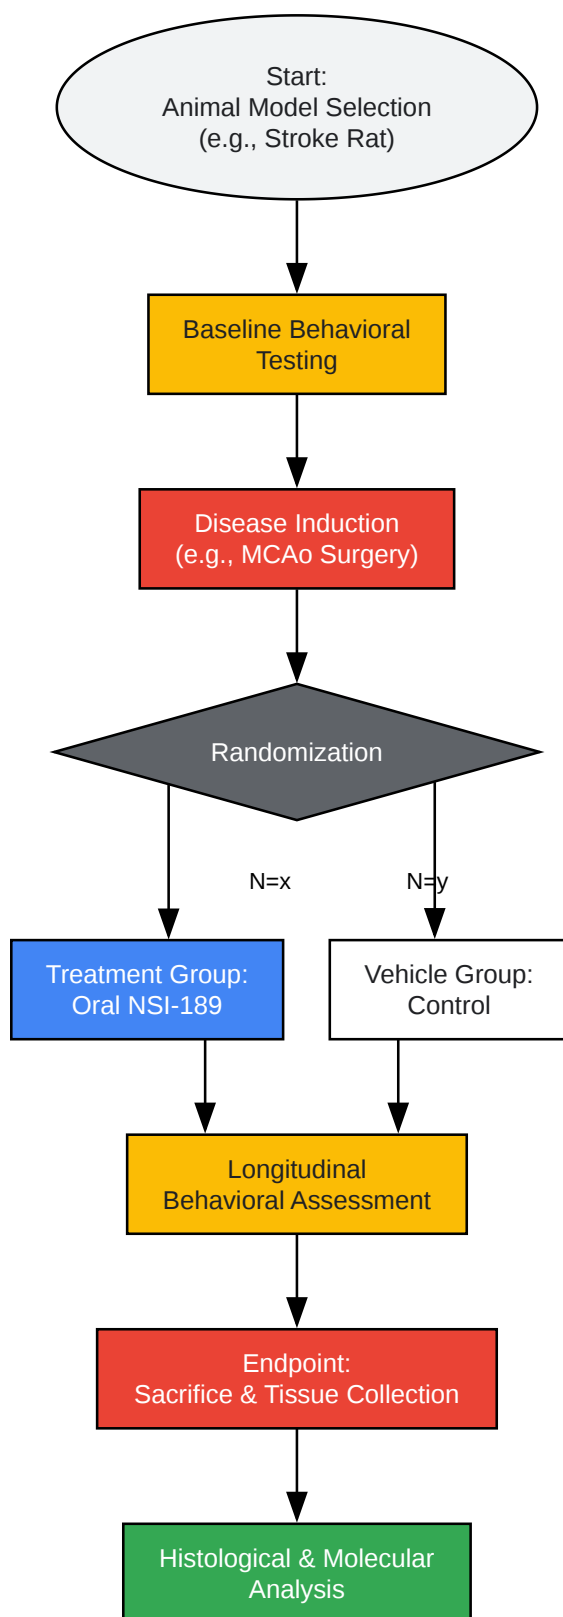 Start:
Animal Model Selection
(e.g., Stroke Rat)
Baseline Behavioral
Testing
Disease Induction
(e.g., MCAo Surgery)
Randomization
N=x
N=y
Treatment Group:
Oral NSI-189
Vehicle Group:
Control
Longitudinal
Behavioral Assessment
Endpoint:
Sacrifice & Tissue Collection
Histological & Molecular
Analysis